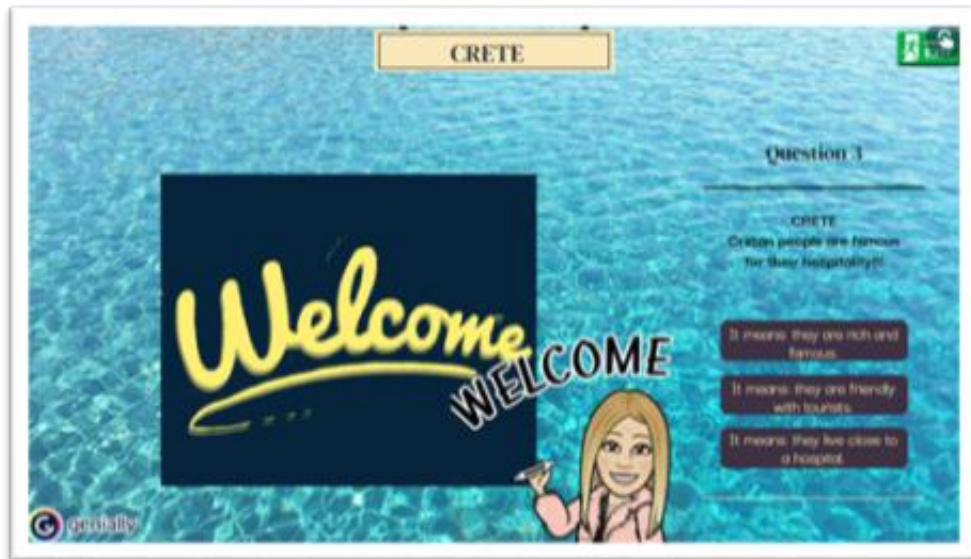 CRETE
Question 3
CRETE
Cretan people are famous
for their hospitality!!!
Welcome
WELCOME
It means: they are rich and
famous.
It means: they are friendly
with tourists.
It means: they live close to
a hospital.
genially